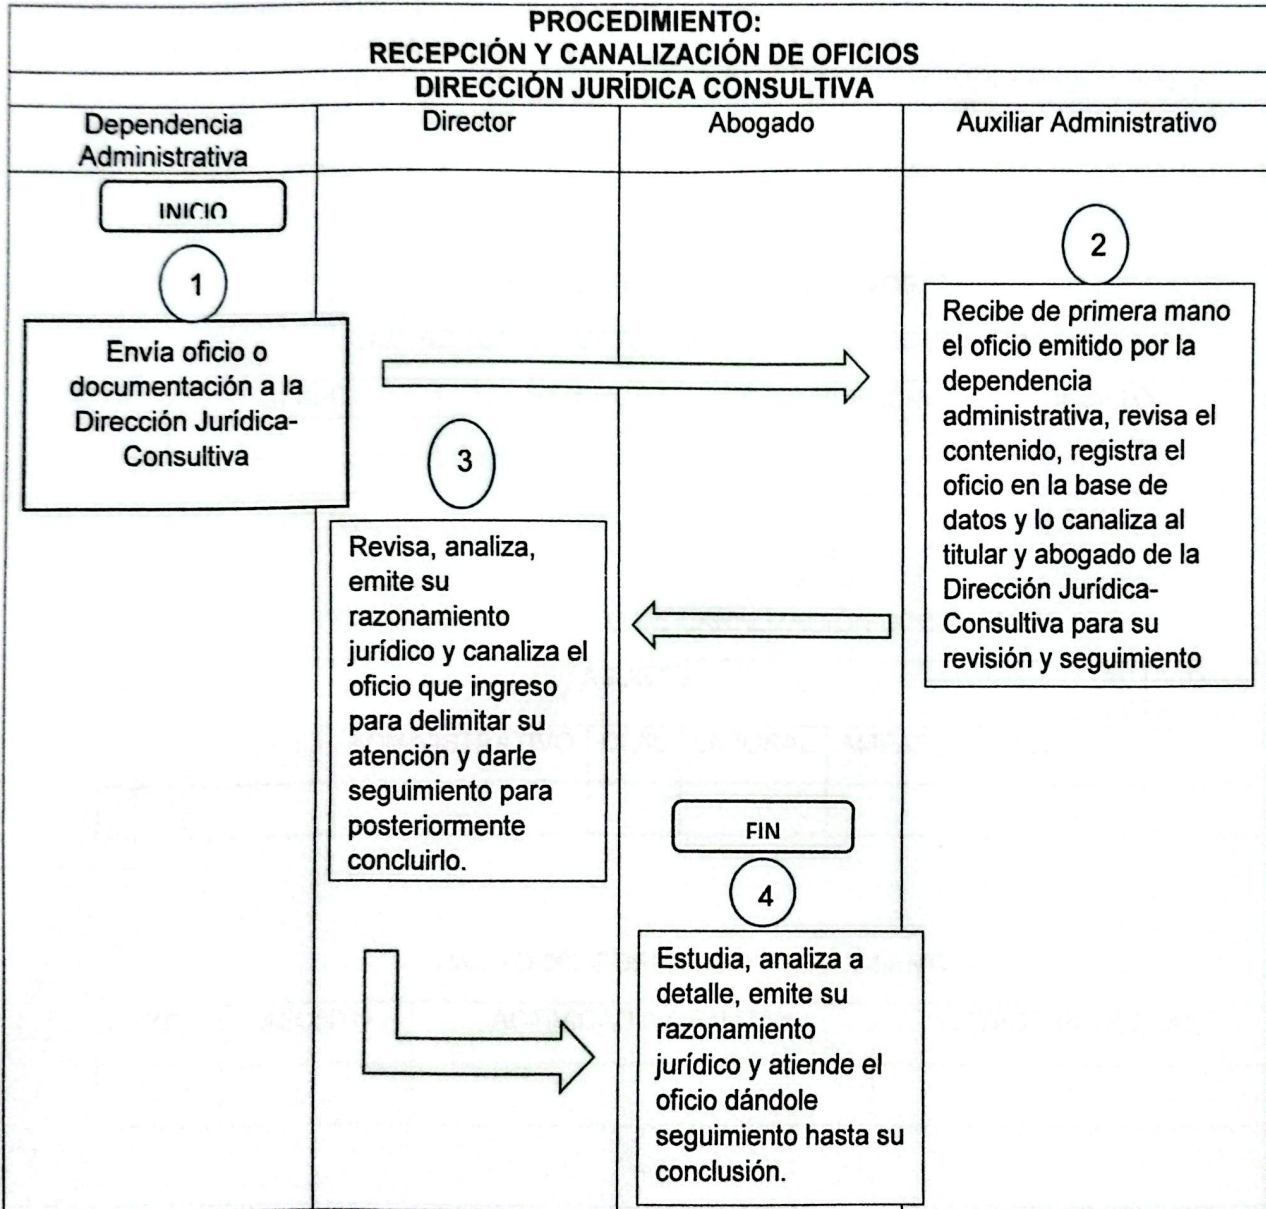 PROCEDIMIENTO:
RECEPCIÓN Y CANALIZACIÓN DE OFICIOS
DIRECCIÓN JURÍDICA CONSULTIVA
Dependencia
Administrativa
Director
Abogado
Auxiliar Administrativo
INICIO
1
Envía oficio o
documentación a la
Dirección Jurídica-
Consultiva
2
Recibe de primera mano
el oficio emitido por la
dependencia
administrativa, revisa el
contenido, registra el
oficio en la base de
datos y lo canaliza al
titular y abogado de la
Dirección Jurídica-
Consultiva para su
revisión y seguimiento
3
Revisa, analiza,
emite su
razonamiento
jurídico y canaliza el
oficio que ingreso
para delimitar su
atención y darle
seguimiento para
posteriormente
concluirlo.
FIN
4
Estudia, analiza a
detalle, emite su
razonamiento
jurídico y atiende el
oficio dándole
seguimiento hasta su
conclusión.